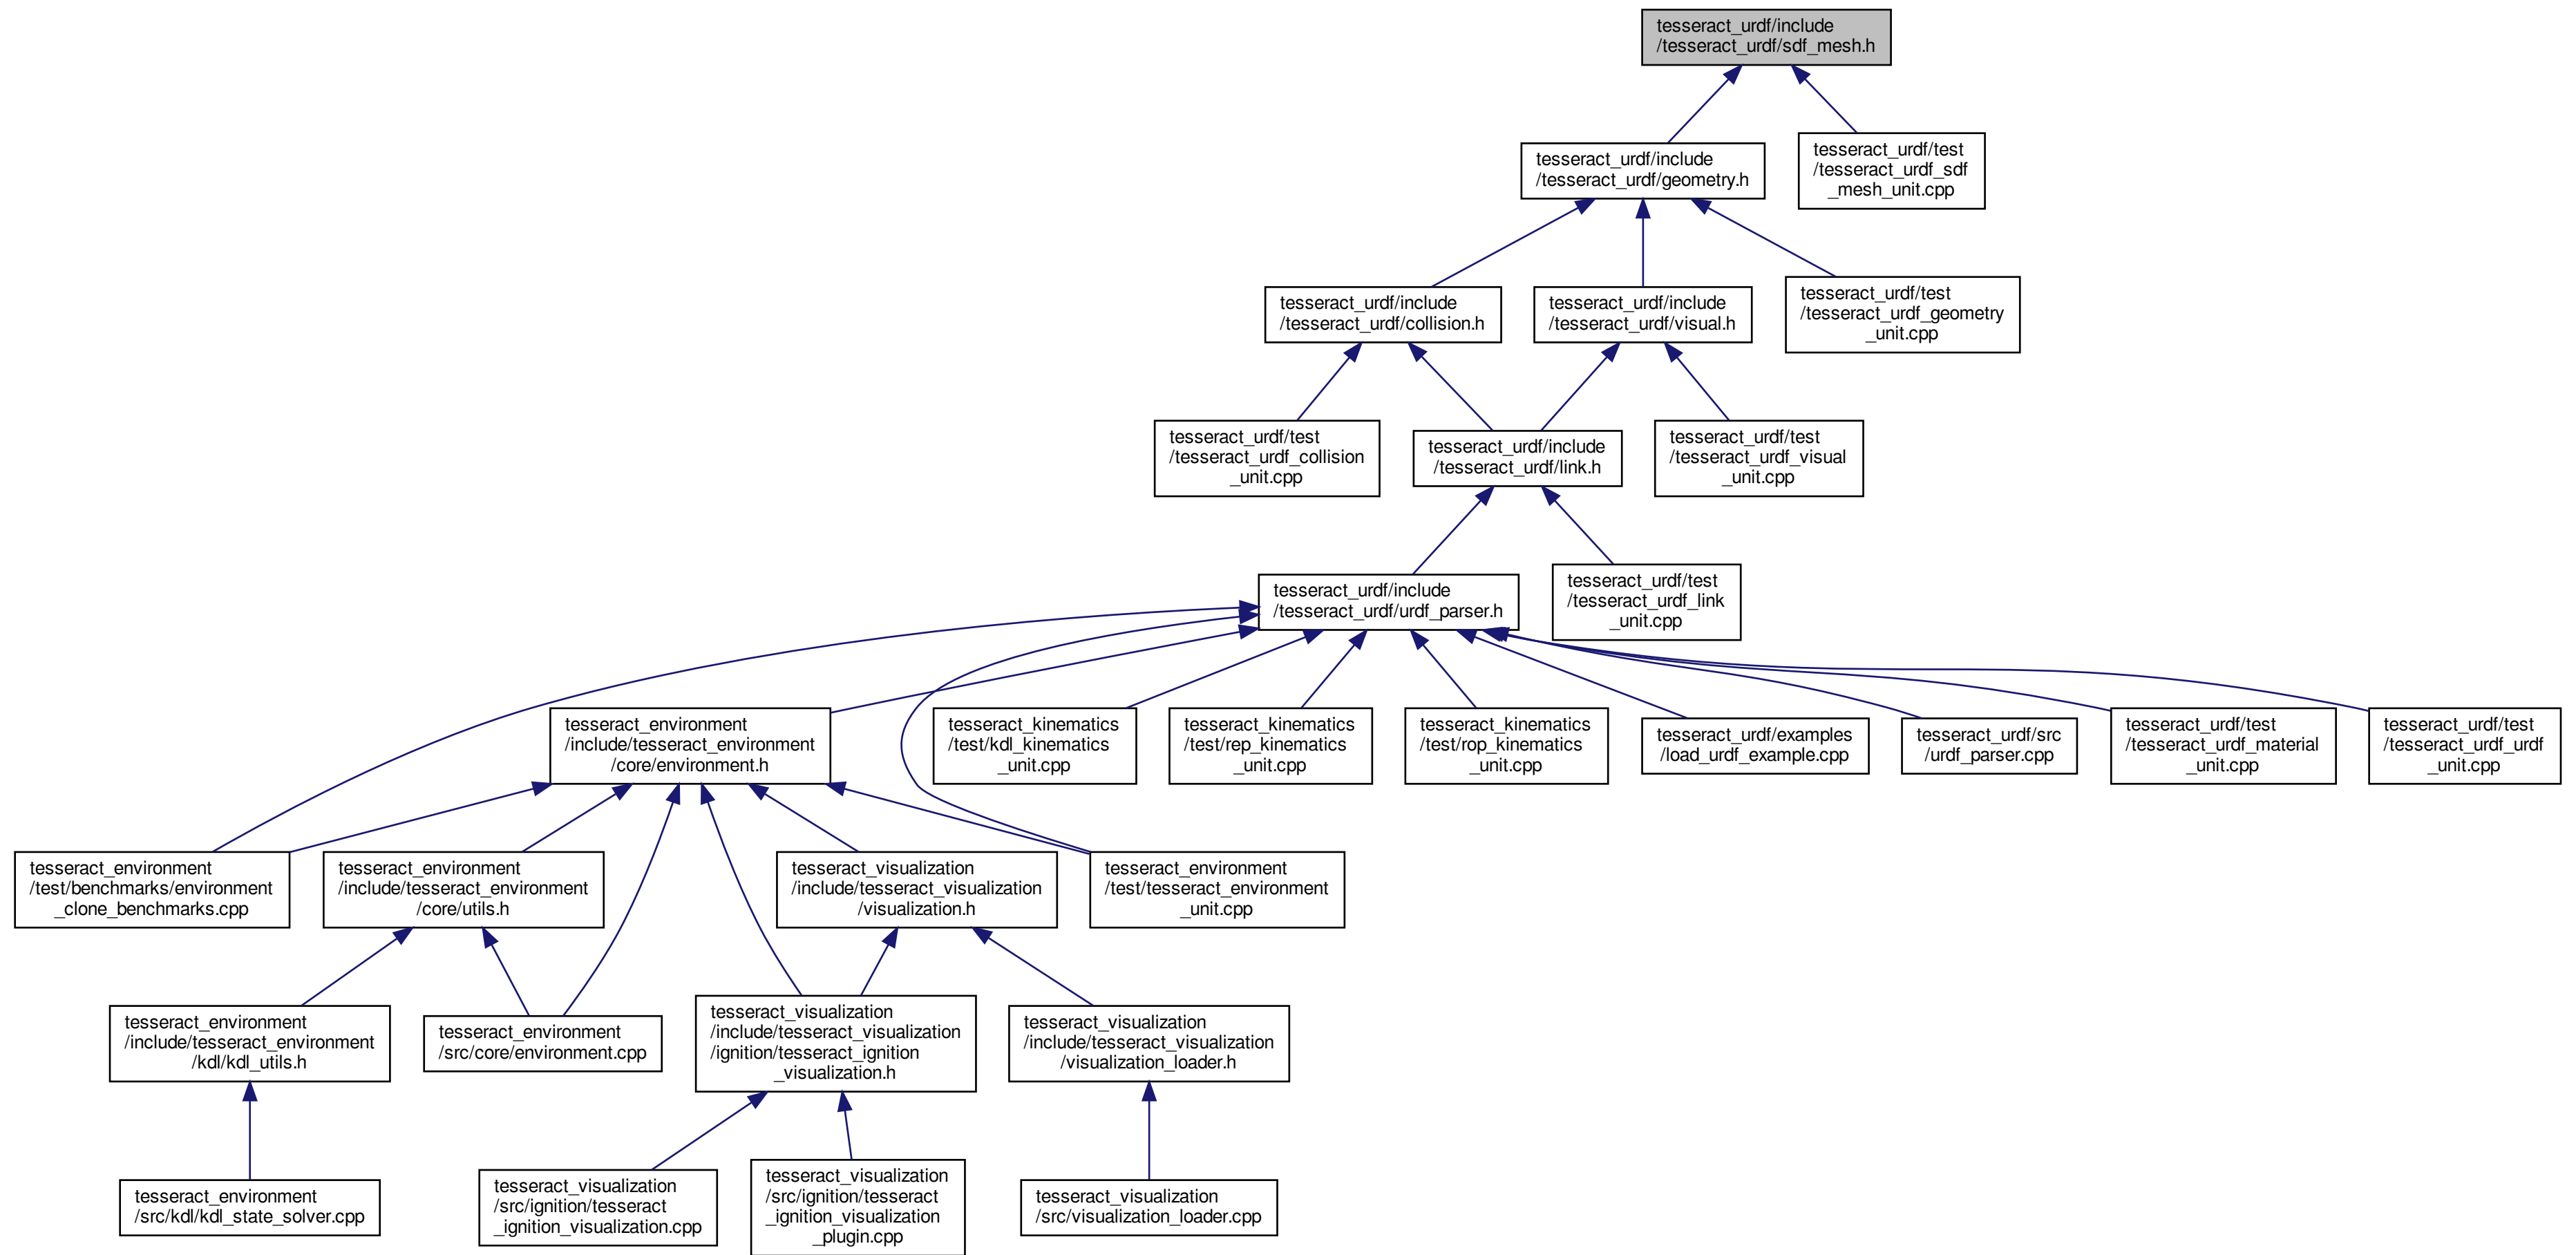 tesseract_urdf/include
/tesseract_urdf/sdf_mesh.h
tesseract_urdf/include
/tesseract_urdf/geometry.h
tesseract_urdf/test
/tesseract_urdf_sdf
_mesh_unit.cpp
tesseract_urdf/include
/tesseract_urdf/collision.h
tesseract_urdf/include
/tesseract_urdf/visual.h
tesseract_urdf/test
/tesseract_urdf_geometry
_unit.cpp
tesseract_urdf/test
/tesseract_urdf_collision
_unit.cpp
tesseract_urdf/include
/tesseract_urdf/link.h
tesseract_urdf/test
/tesseract_urdf_visual
_unit.cpp
tesseract_urdf/include
/tesseract_urdf/urdf_parser.h
tesseract_urdf/test
/tesseract_urdf_link
_unit.cpp
tesseract_environment
/include/tesseract_environment
/core/environment.h
tesseract_kinematics
/test/kdl_kinematics
_unit.cpp
tesseract_kinematics
/test/rep_kinematics
_unit.cpp
tesseract_kinematics
/test/rop_kinematics
_unit.cpp
tesseract_urdf/examples
/load_urdf_example.cpp
tesseract_urdf/src
/urdf_parser.cpp
tesseract_urdf/test
/tesseract_urdf_material
_unit.cpp
tesseract_urdf/test
/tesseract_urdf_urdf
_unit.cpp
tesseract_environment
/test/benchmarks/environment
_clone_benchmarks.cpp
tesseract_environment
/include/tesseract_environment
/core/utils.h
tesseract_visualization
/include/tesseract_visualization
/visualization.h
tesseract_environment
/test/tesseract_environment
_unit.cpp
tesseract_environment
/include/tesseract_environment
/kdl/kdl_utils.h
tesseract_environment
/src/core/environment.cpp
tesseract_visualization
/include/tesseract_visualization
/ignition/tesseract_ignition
_visualization.h
tesseract_visualization
/include/tesseract_visualization
/visualization_loader.h
tesseract_environment
/src/kdl/kdl_state_solver.cpp
tesseract_visualization
/src/ignition/tesseract
_ignition_visualization.cpp
tesseract_visualization
/src/ignition/tesseract
_ignition_visualization
_plugin.cpp
tesseract_visualization
/src/visualization_loader.cpp